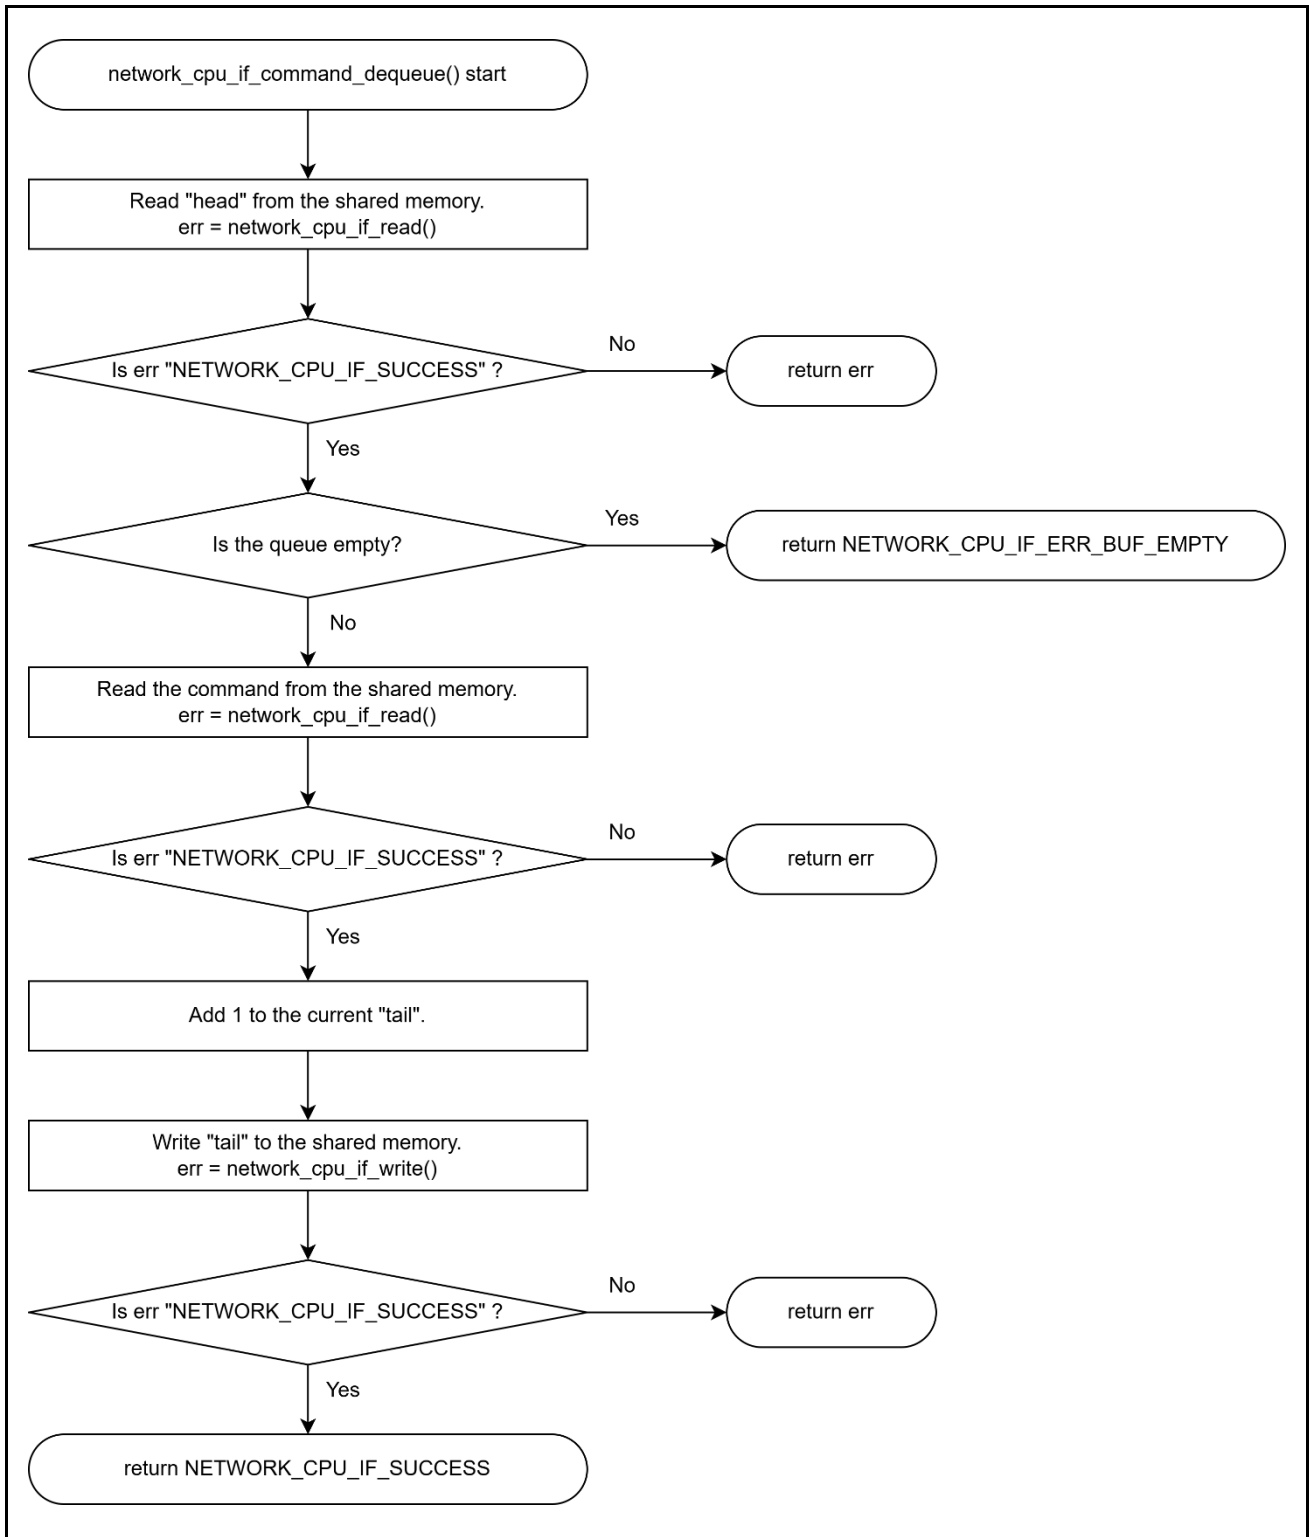 network_cpu_if_command_dequeue() start
Read "head" from the shared memory.
err = network_cpu_if_read()
Is err "NETWORK_CPU_IF_SUCCESS" ?
No
return err
Yes
Is the queue empty?
Yes
return NETWORK_CPU_IF_ERR_BUF_EMPTY
No
Read the command from the shared memory.
err = network_cpu_if_read()
Is err "NETWORK_CPU_IF_SUCCESS" ?
No
return err
Yes
Add 1 to the current "tail".
Write "tail" to the shared memory.
err = network_cpu_if_write()
Is err "NETWORK_CPU_IF_SUCCESS" ?
No
return err
Yes
return NETWORK_CPU_IF_SUCCESS